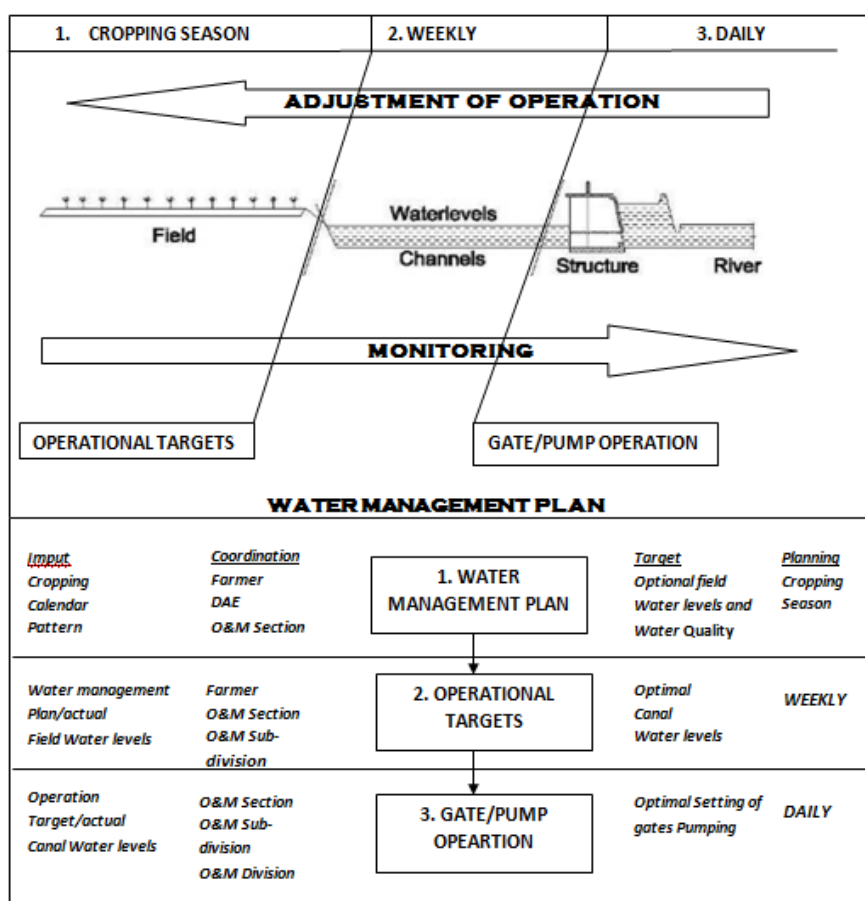 1. CROPPING SEASON
2. WEEKLY
3. DAILY
ADJUSTMENT OF OPERATION
Waterlevels
Field
Channels
Structure
River
MONITORING
OPERATIONAL TARGETS
GATE/PUMP OPERATION
WATER MANAGEMENT PLAN
Imput
Cropping
Calendar
Pattern
Coordination
Farmer
DAE
O&M Section
1. WATER
MANAGEMENT PLAN
Target
Optional field
Water levels and
Water Quality
Planning
Cropping
Season
Water management
Plan/actual
Field Water levels
Farmer
O&M Section
O&M Sub-
division
2. OPERATIONAL
TARGETS
Optimal
Canal
Water levels
WEEKLY
Operation
Target/actual
Canal Water levels
O&M Section
O&M Sub-
division
O&M Division
3. GATE/PUMP
OPEARTION
Optimal Setting of
gates Pumping
DAILY